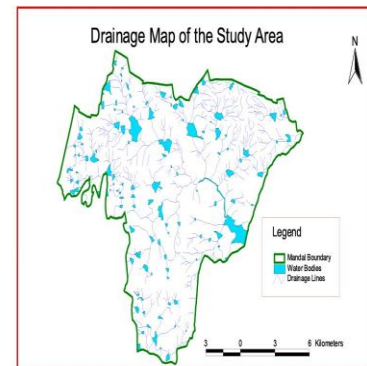 Drainage Map of the Study Area
N
Legend
Mandal Boundary
Water Bodies
Drainage Lines
3 0 3 6 Kilometers